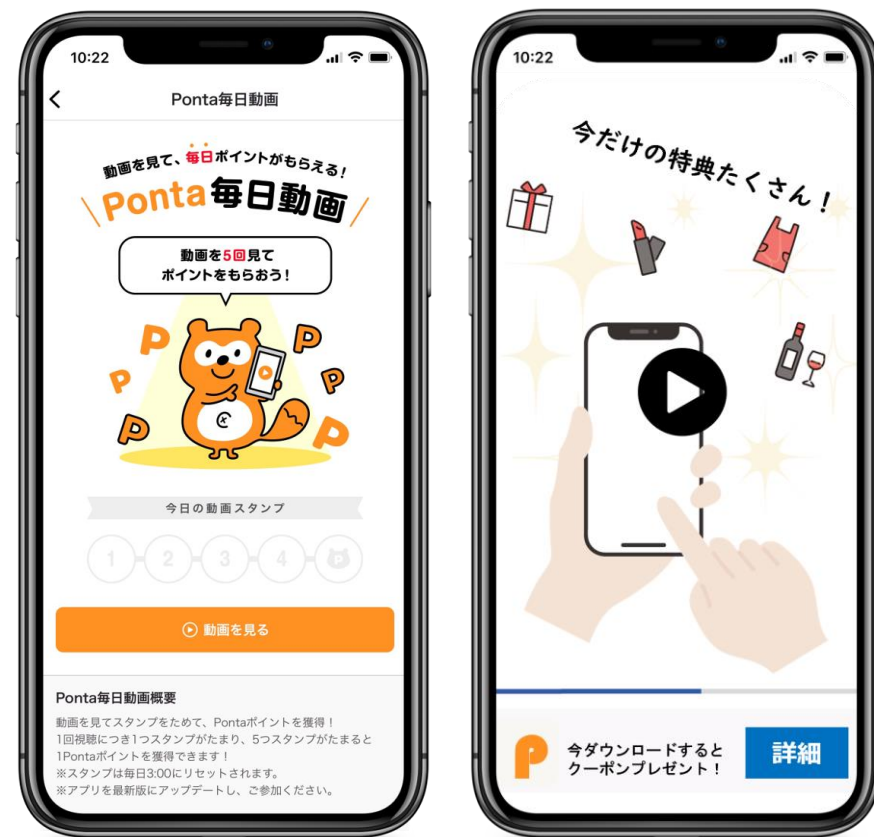 10:22
Ponta毎日動画
動画を見て、毎日ポイントがもらえる！
Ponta毎日動画
動画を5回見て
ポイントをもらおう！
P
P
P
P
P
P
今日の動画スタンプ
1 2 3 4 P
動画を見る
Ponta毎日動画概要
動画を見てスタンプをためて、Pontaポイントを獲得！
1回視聴につき1つスタンプがたまり、5つスタンプがたまると
1Pontaポイントを獲得できます！
※スタンプは毎日3:00にリセットされます。
※アプリを最新版にアップデートし、ご参加ください。
10:22
今だけの特典たくさん！
P
今ダウンロードすると
クーポンプレゼント！
詳細